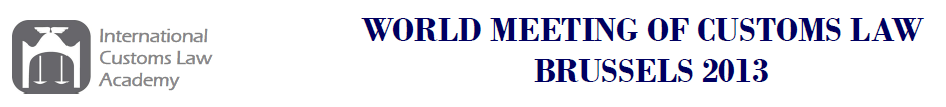 International
Customs Law
Academy
WORLD MEETING OF CUSTOMS LAW
BRUSSELS 2013